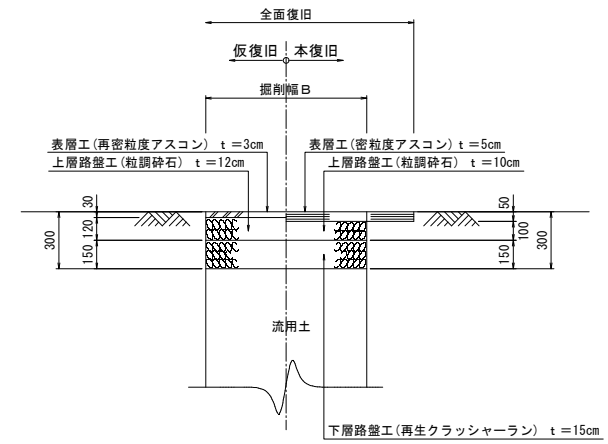 全面復旧
仮復旧 本復旧
掘削幅B
表層工(再密粒度アスコン) t=3cm
表層工(密粒度アスコン) t=5cm
上層路盤工(粒調砕石) t=12cm
上層路盤工(粒調砕石) t=10cm
30
120
150
300
50
100
150
300
流用土
下層路盤工(再生クラッシャーラン) t=15cm